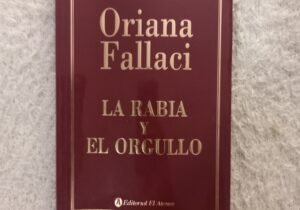 Oriana
Fallaci
LA RABIA
Y
EL ORGULLO
Editorial El Ateneo